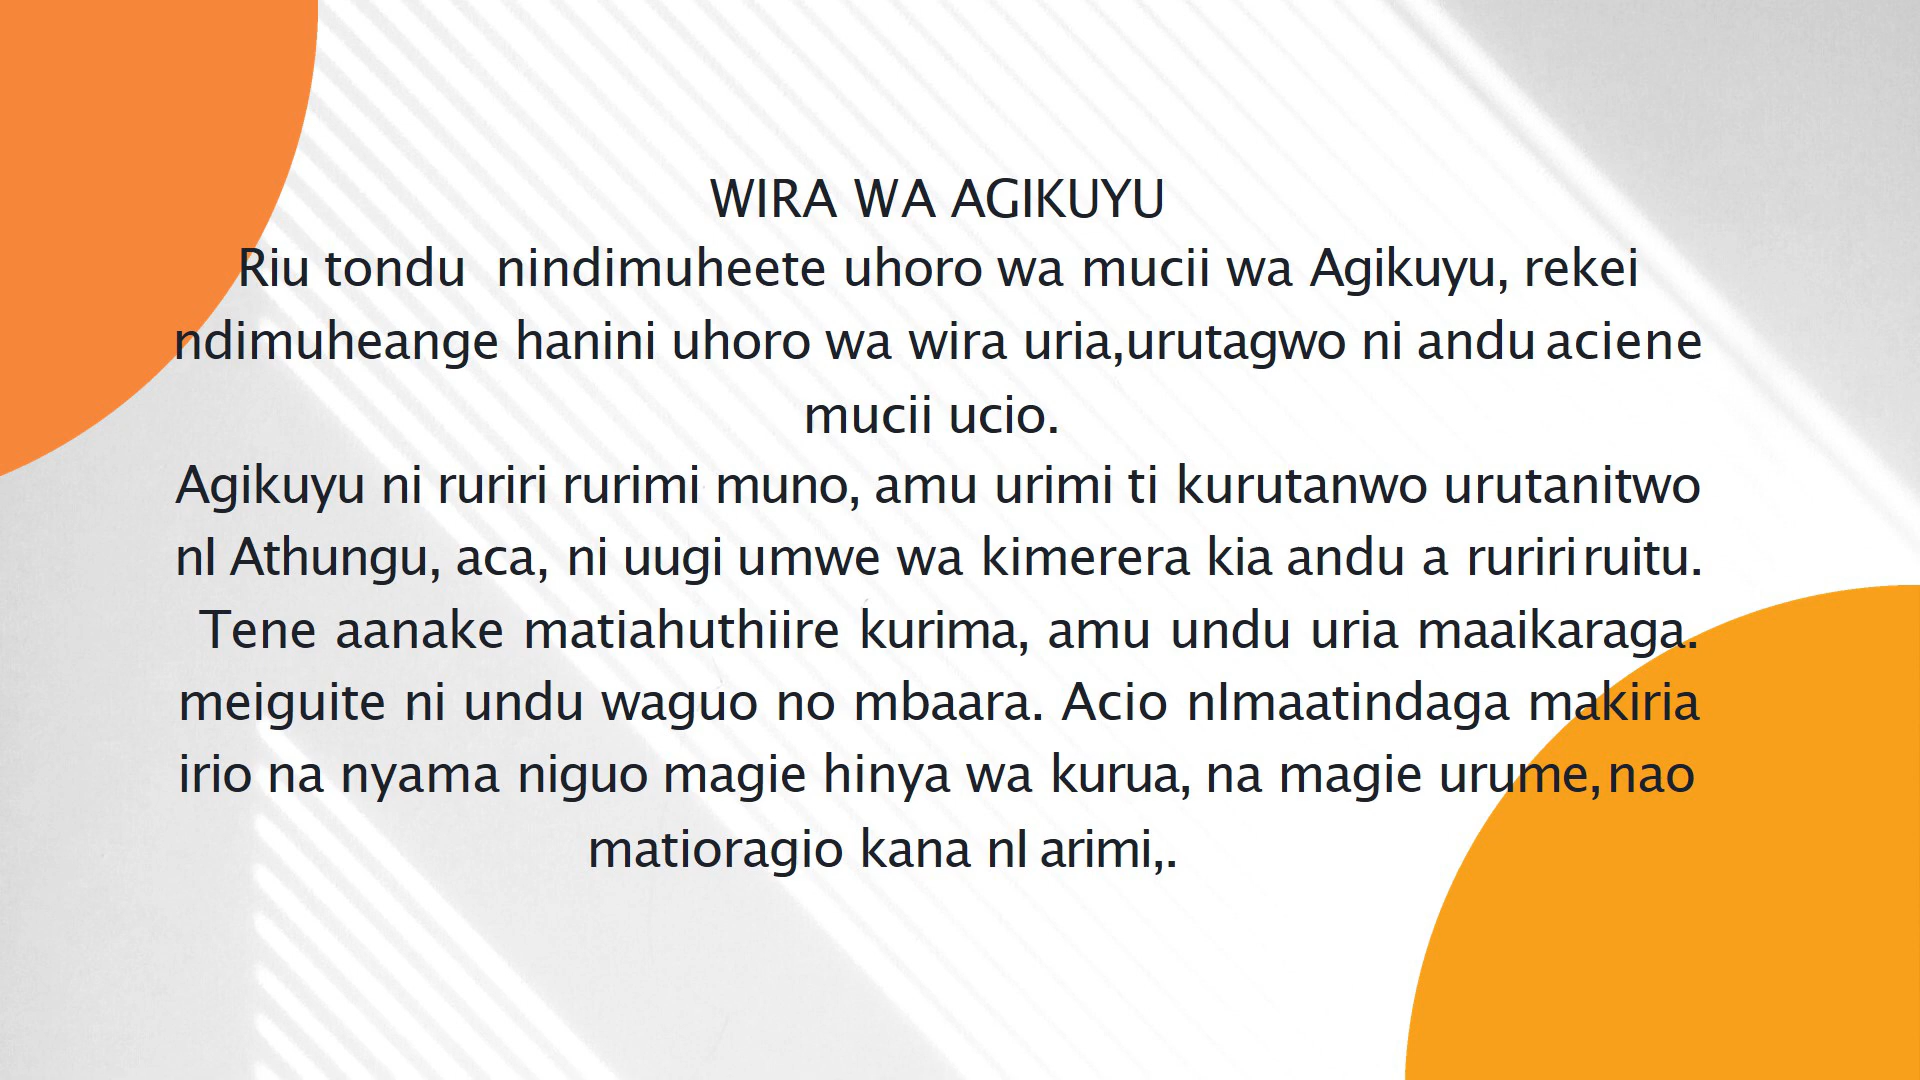 WIRA WA AGIKUYU
Riu tondu nindimuheete uhoro wa mucii wa Agikuyu, rekei
ndimuheange hanini uhoro wa wira uria,urutagwo ni andu aciene
mucii ucio.
Agikuyu ni ruriri rurimi muno, amu urimi ti kurutanwo urutanitwo
nI Athungu, aca, ni uugi umwe wa kimerera kia andu a ruriri ruitu.
Tene aanake matiahuthiire kurima, amu undu uria maaikaraga.
meiguite ni undu waguo no mbaara. Acio nImaatindaga makiria
irio na nyama niguo magie hinya wa kurua, na magie urume, nao
matioragio kana nI arimi,.